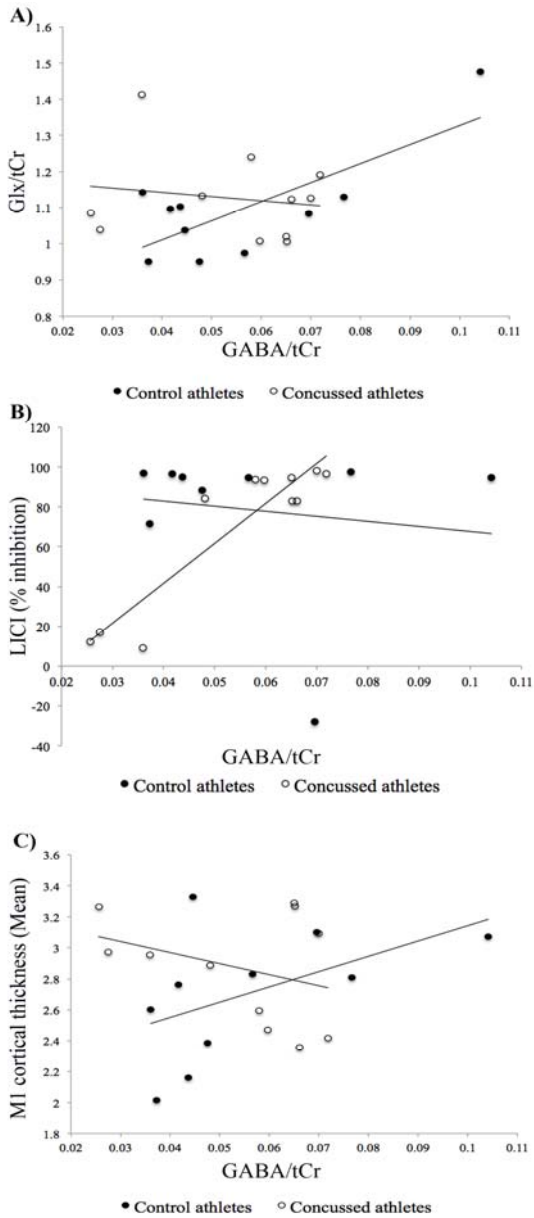 A)
1.6
1.5
1.4
1.3
1.2
1.1
1
0.9
0.8
Glx/tCr
0.02 0.03 0.04 0.05 0.06 0.07 0.08 0.09 0.1 0.11
GABA/tCr
Control athletes Concussed athletes
B)
120
100
80
60
40
20
0
-20
-40
LICI (% inhibition)
0.02 0.03 0.04 0.05 0.06 0.07 0.08 0.09 0.1 0.11
GABA/tCr
Control athletes Concussed athletes
C)
3.6
3.4
3.2
3
2.8
2.6
2.4
2.2
2
1.8
M1 cortical thickness (Mean)
0.02 0.03 0.04 0.05 0.06 0.07 0.08 0.09 0.1 0.11
GABA/tCr
Control athletes Concussed athletes